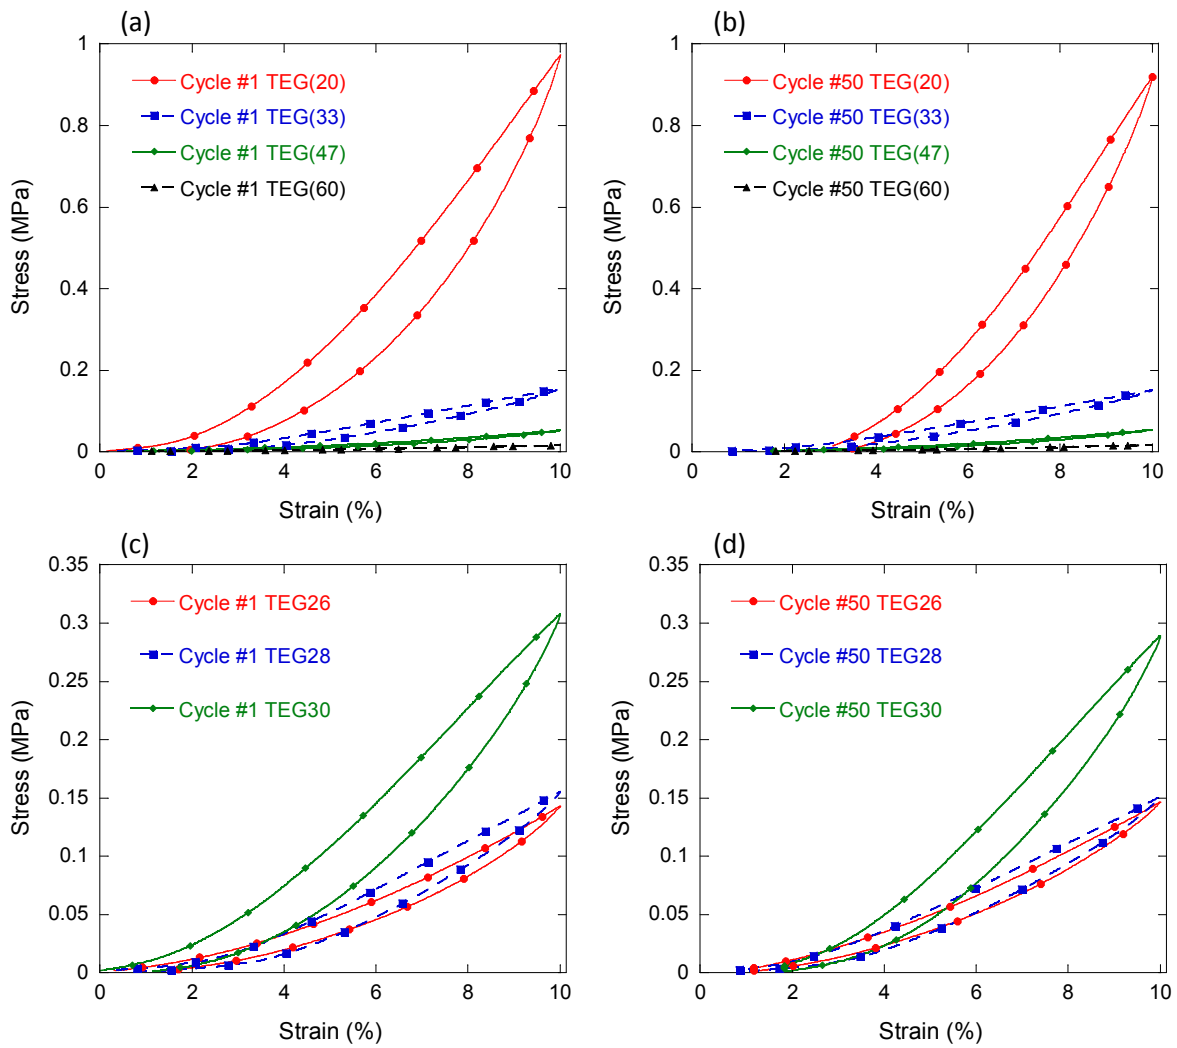 (a)
1
0.8
0.6
0.4
0.2
0
Stress (MPa)
Cycle #1 TEG(20)
Cycle #1 TEG(33)
Cycle #1 TEG(47)
Cycle #1 TEG(60)
0 2 4 6 8 10
Strain (%)
(b)
1
0.8
0.6
0.4
0.2
0
Stress (MPa)
Cycle #50 TEG(20)
Cycle #50 TEG(33)
Cycle #50 TEG(47)
Cycle #50 TEG(60)
0 2 4 6 8 10
Strain (%)
(c)
0.35
0.3
0.25
0.2
0.15
0.1
0.05
0
Stress (MPa)
Cycle #1 TEG26
Cycle #1 TEG28
Cycle #1 TEG30
0 2 4 6 8 10
Strain (%)
(d)
0.35
0.3
0.25
0.2
0.15
0.1
0.05
0
Stress (MPa)
Cycle #50 TEG26
Cycle #50 TEG28
Cycle #50 TEG30
0 2 4 6 8 10
Strain (%)